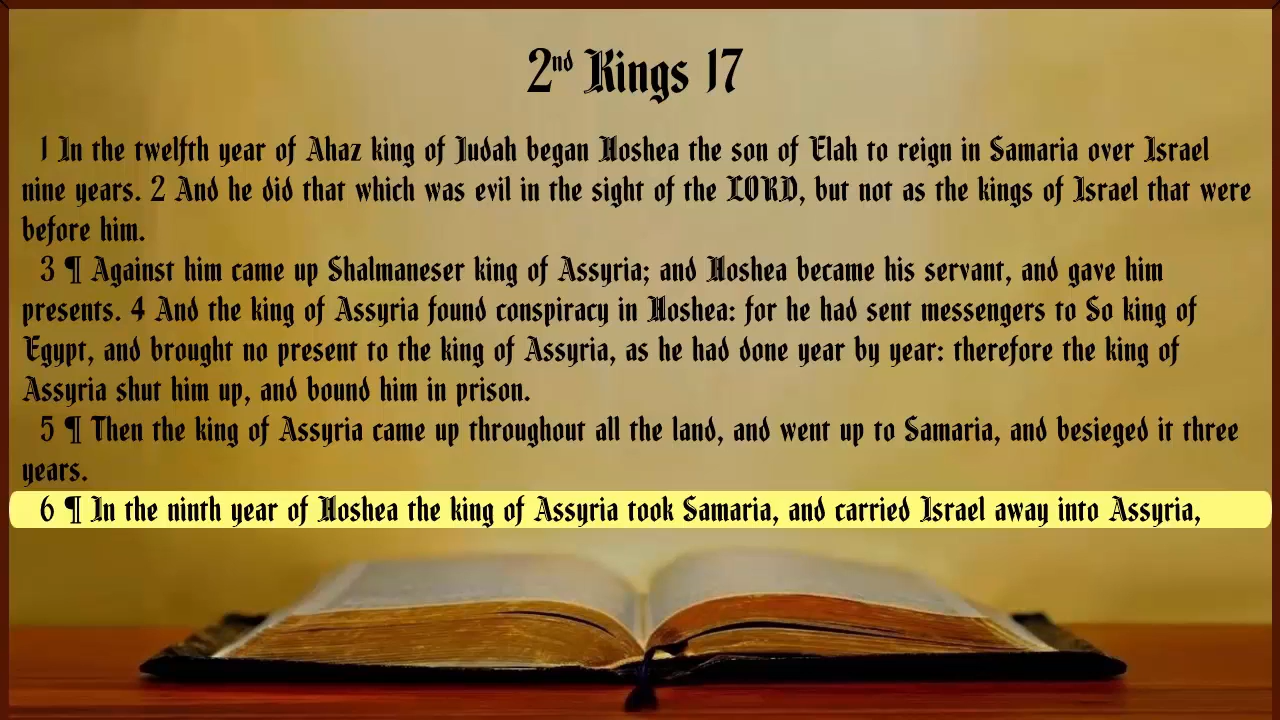 2nd Kings 17
1 In the twelfth year of Ahaz king of Judah began Hoshea the son of Elah to reign in Samaria over Israel
nine years. 2 And he did that which was evil in the sight of the LORD, but not as the kings of Israel that were
before him.
3 ¶ Against him came up Shalmaneser king of Assyria; and Hoshea became his servant, and gave him
presents. 4 And the king of Assyria found conspiracy in Hoshea: for he had sent messengers to So king of
Egypt, and brought no present to the king of Assyria, as he had done year by year: therefore the king of
Assyria shut him up, and bound him in prison.
5 ¶ Then the king of Assyria came up throughout all the land, and went up to Samaria, and besieged it three
years.
6 ¶ In the ninth year of Hoshea the king of Assyria took Samaria, and carried Israel away into Assyria,